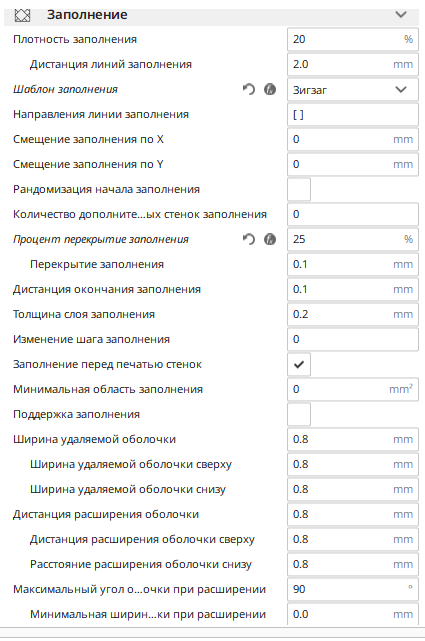 Заполнение
Плотность заполнения 20 %
Дистанция линий заполнения 2.0 mm
Шаблон заполнения Зигзаг
Направления линии заполнения [ ]
Смещение заполнения по X 0 mm
Смещение заполнения по Y 0 mm
Рандомизация начала заполнения
Количество дополните...ых стенок заполнения 0
Процент перекрытие заполнения 25 %
Перекрытие заполнения 0.1 mm
Дистанция окончания заполнения 0.1 mm
Толщина слоя заполнения 0.2 mm
Изменение шага заполнения 0
Заполнение перед печатью стенок
Минимальная область заполнения 0 mm²
Поддержка заполнения
Ширина удаляемой оболочки 0.8 mm
Ширина удаляемой оболочки сверху 0.8 mm
Ширина удаляемой оболочки снизу 0.8 mm
Дистанция расширения оболочки 0.8 mm
Дистанция расширения оболочки сверху 0.8 mm
Расстояние расширения оболочки снизу 0.8 mm
Максимальный угол о...очки при расширении 90 °
Минимальная ширин...ки при расширении 0.0 mm